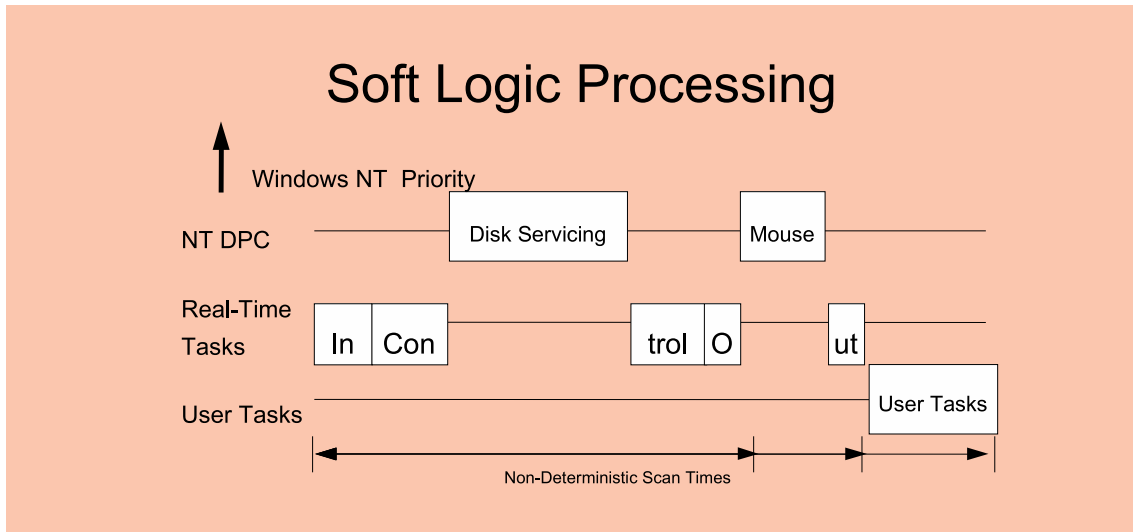 Soft Logic Processing
Windows NT Priority
NT DPC
Disk Servicing
Mouse
Real-Time
Tasks
In
Con
trol
O
ut
User Tasks
User Tasks
Non-Deterministic Scan Times